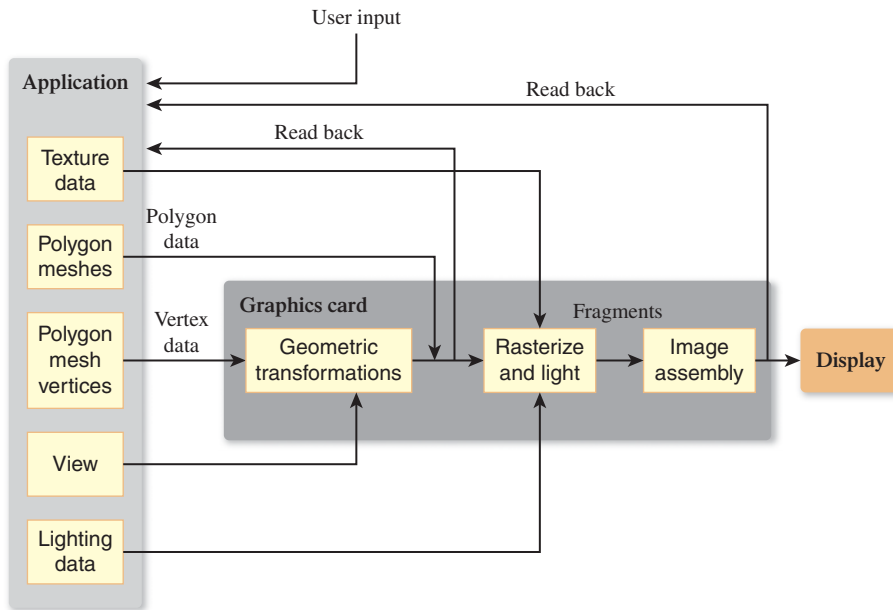 User input
Application
Read back
Read back
Texture
data
Polygon
data
Polygon
meshes
Graphics card
Fragments
Vertex
data
Polygon
mesh
vertices
Geometric
transformations
Rasterize
and light
Image
assembly
Display
View
Lighting
data